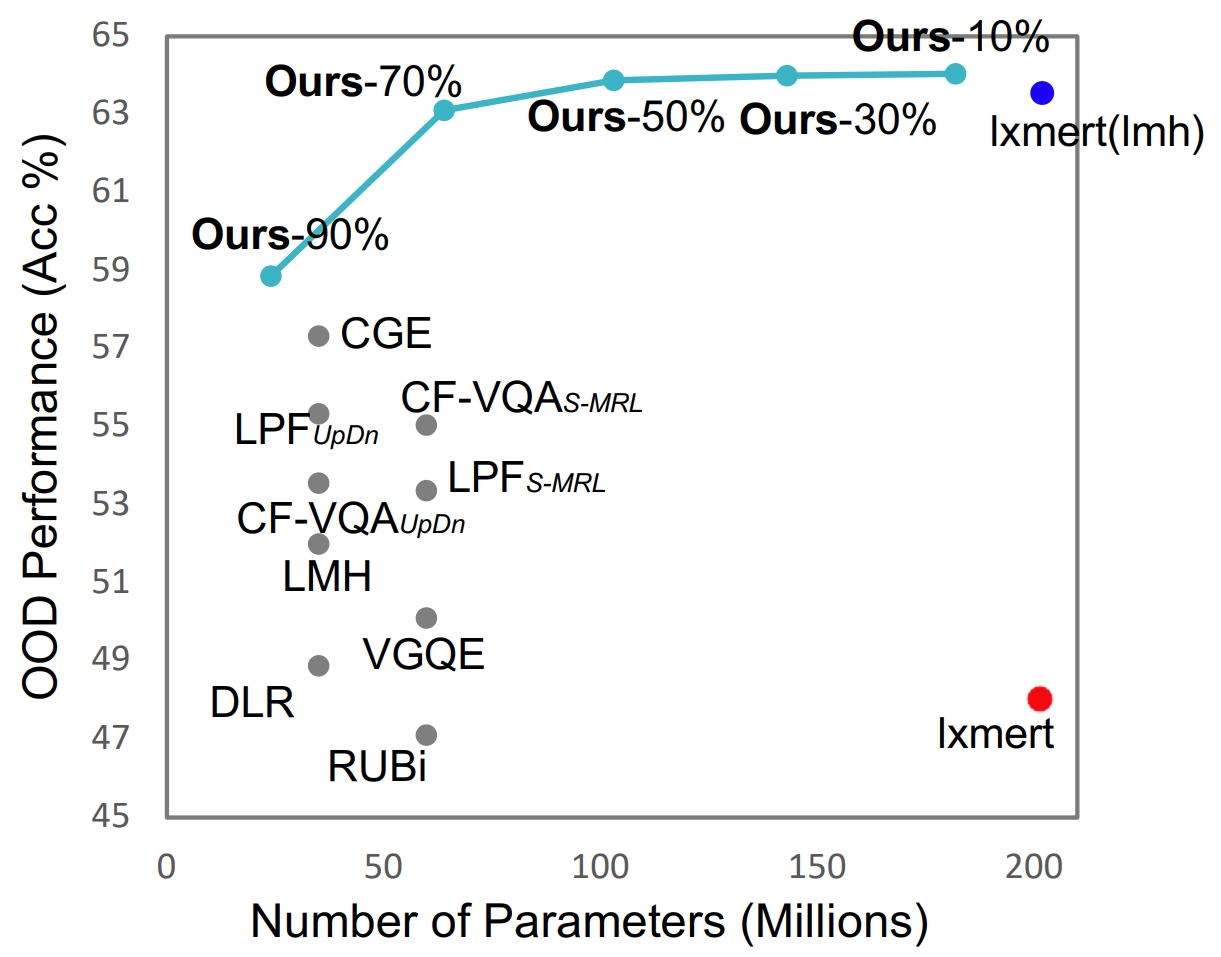 65
Ours-10%
Ours-70%
63
Ours-50%
Ours-30%
lxmert(lmh)
61
Ours-90%
59
CGE
57
CF-VQAS-MRL
55
LPFUpDn
LPFS-MRL
53
CF-VQAUpDn
LMH
51
VGQE
49
DLR
lxmert
47
RUBi
45
0
50
100
150
200
OOD Performance (Acc %)
Number of Parameters (Millions)